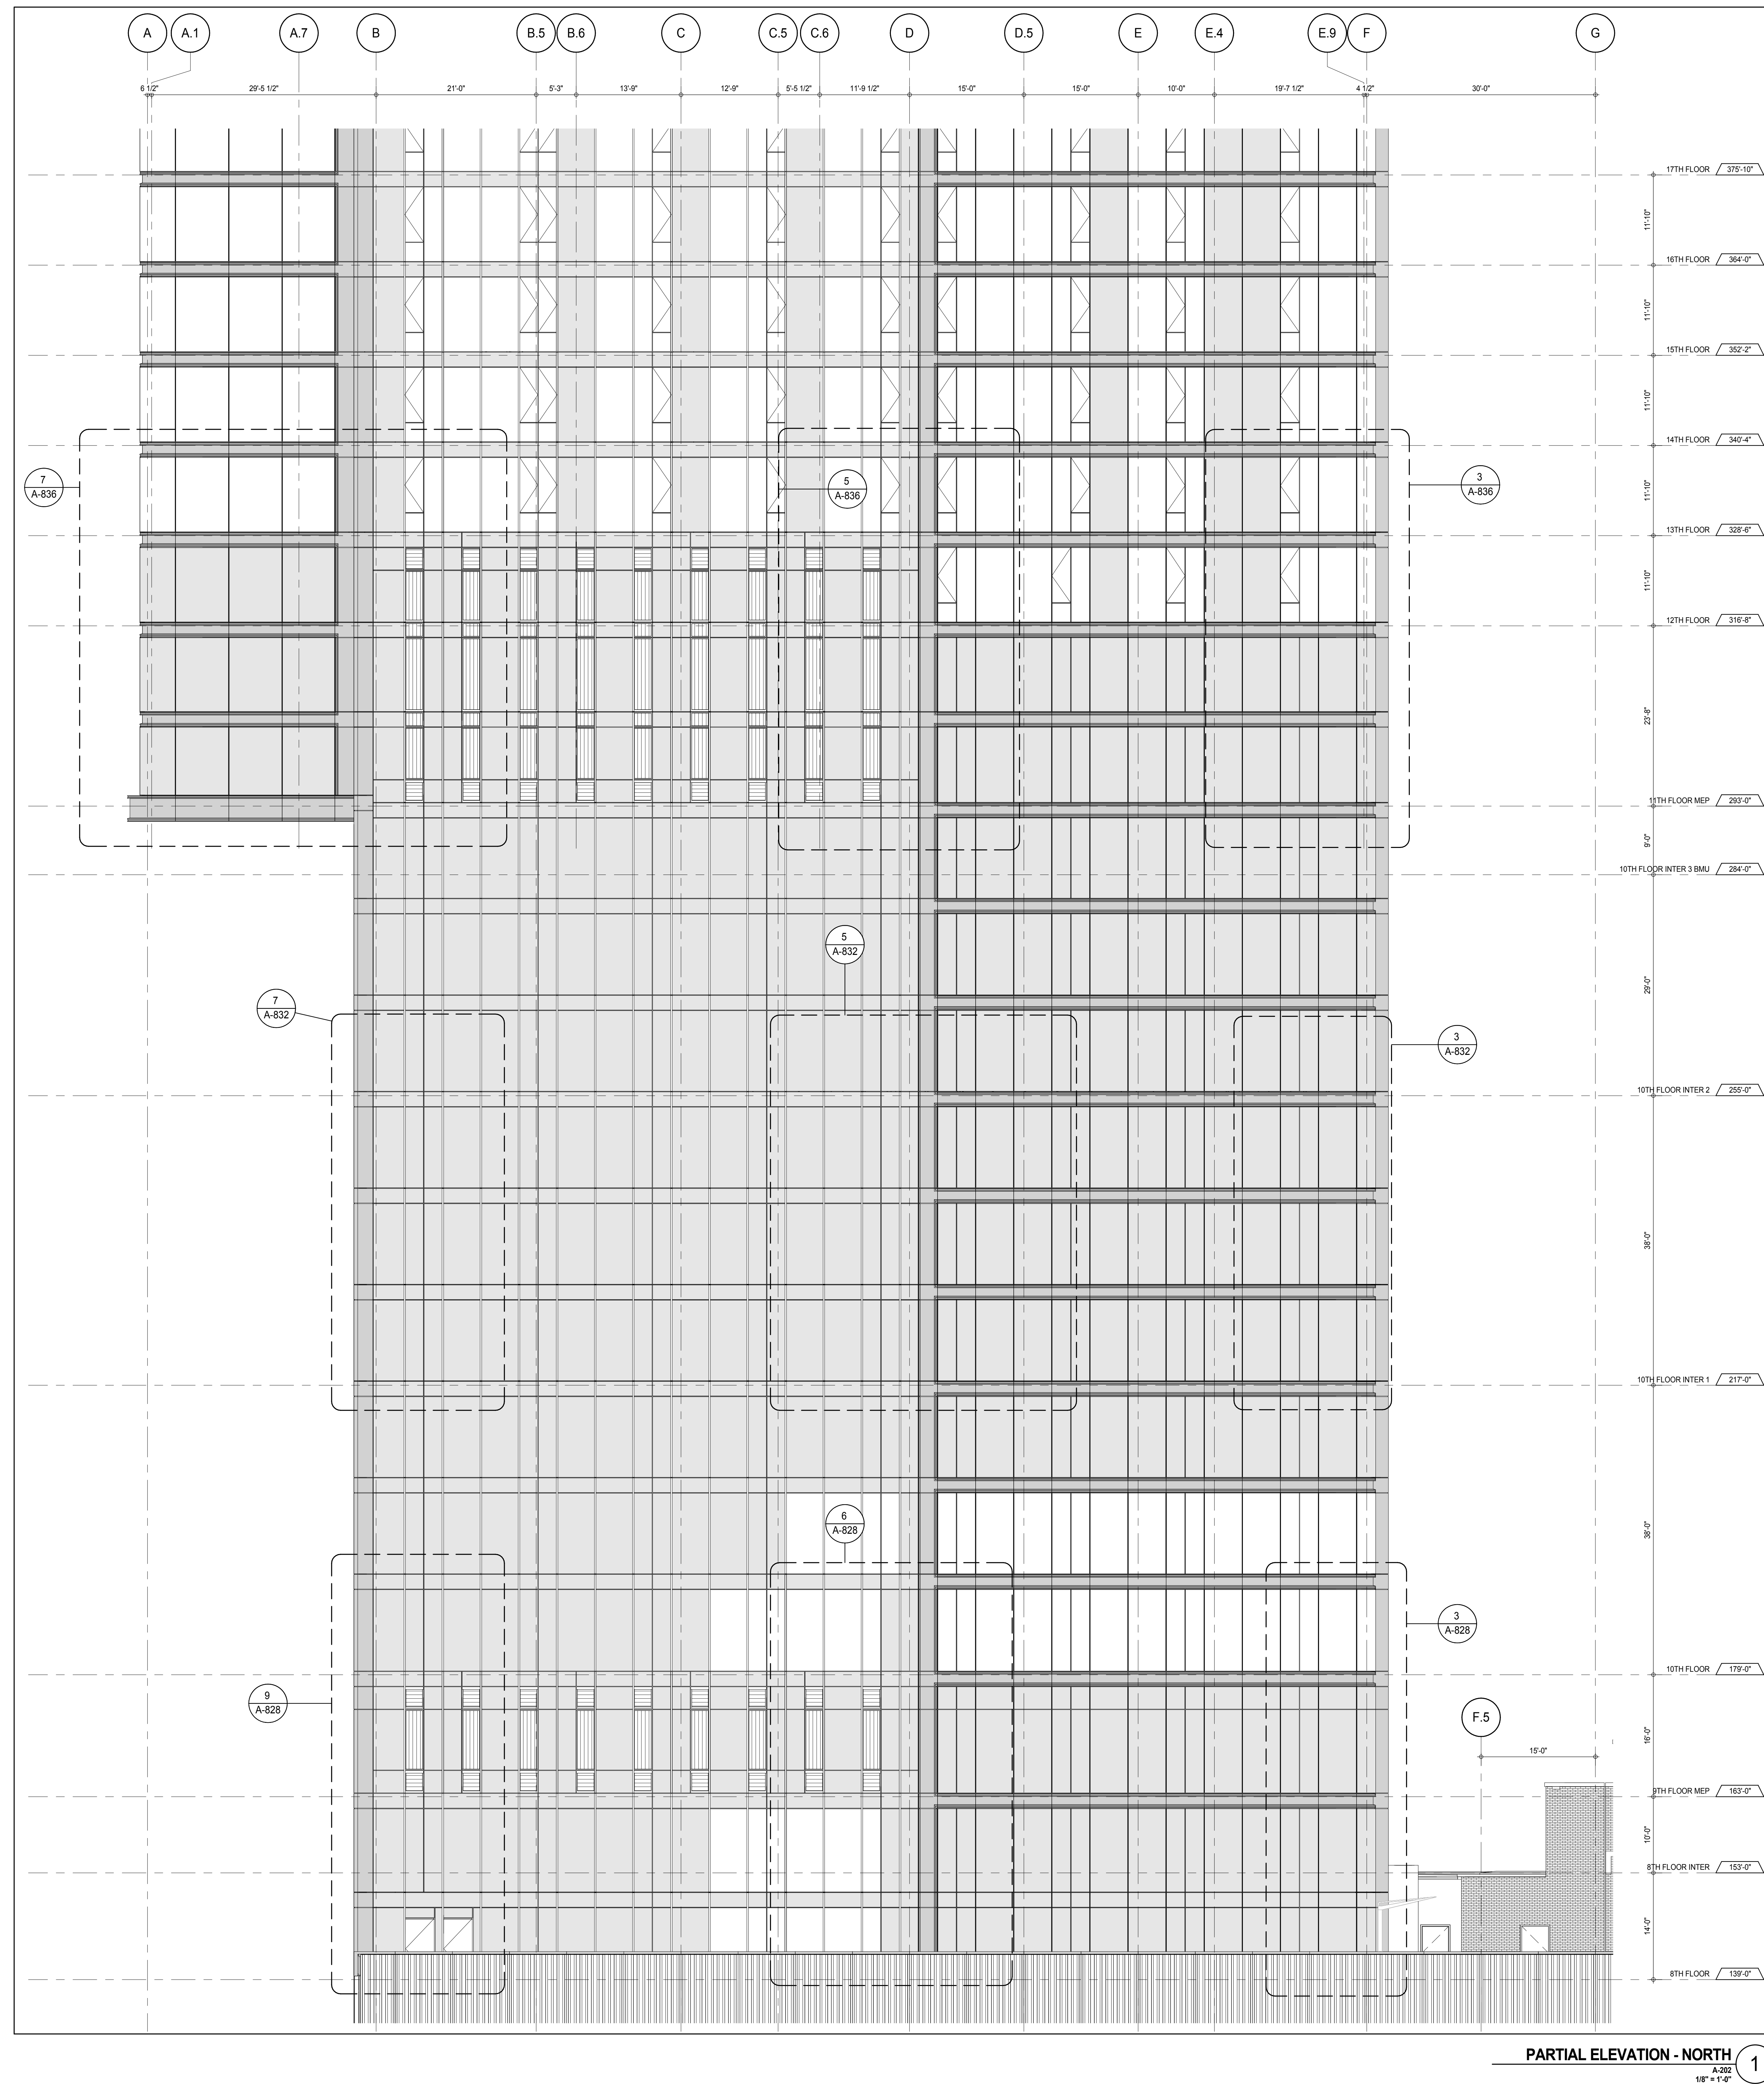 A A.1 A.7 B B.5 B.6 C C.5 C.6 D D.5 E E.4 E.9 F G
6 1/2" 29'-5 1/2" 21'-0" 5'-3" 13'-9" 12'-9" 5'-5 1/2" 11'-9 1/2" 15'-0" 15'-0" 10'-0" 19'-7 1/2" 4 1/2" 30'-0"
17TH FLOOR 375'-10"
11'-10"
16TH FLOOR 364'-0"
11'-10"
15TH FLOOR 352'-2"
11'-10"
14TH FLOOR 340'-4"
7
A-836
5
A-836
3
A-836
11'-10"
13TH FLOOR 328'-6"
11'-10"
12TH FLOOR 316'-8"
23'-8"
11TH FLOOR MEP 293'-0"
9'-0"
10TH FLOOR INTER 3 BMU 284'-0"
5
A-832
29'-0"
7
A-832
3
A-832
10TH FLOOR INTER 2 255'-0"
38'-0"
10TH FLOOR INTER 1 217'-0"
6
A-828
38'-0"
3
A-828
10TH FLOOR 179'-0"
9
A-828
F.5
16'-0"
15'-0"
9TH FLOOR MEP 163'-0"
10'-0"
8TH FLOOR INTER 153'-0"
14'-0"
8TH FLOOR 139'-0"
PARTIAL ELEVATION - NORTH
A-202
1/8" = 1'-0"
1